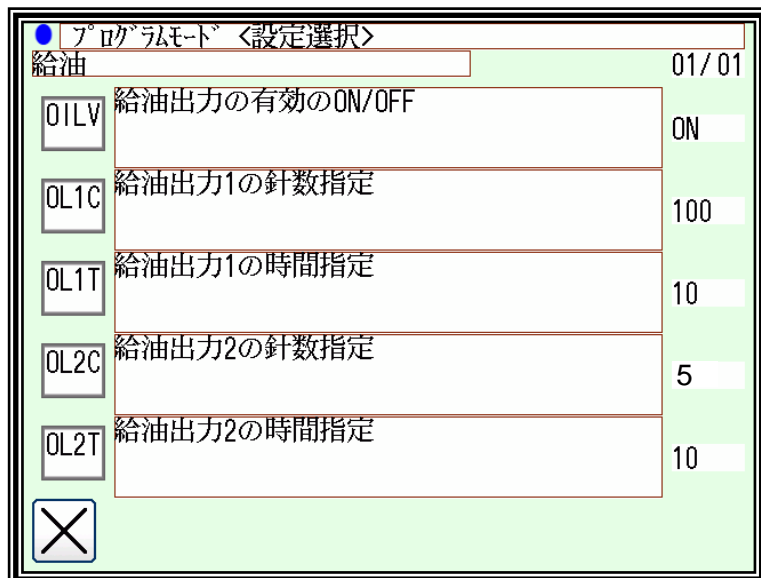 ﾌﾟﾛｸﾞﾗﾑﾓｰﾄﾞ <設定選択>
給油 01/01
OILV 給油出力の有効のON/OFF ON
OL1C 給油出力1の針数指定 100
OL1T 給油出力1の時間指定 10
OL2C 給油出力2の針数指定 5
OL2T 給油出力2の時間指定 10